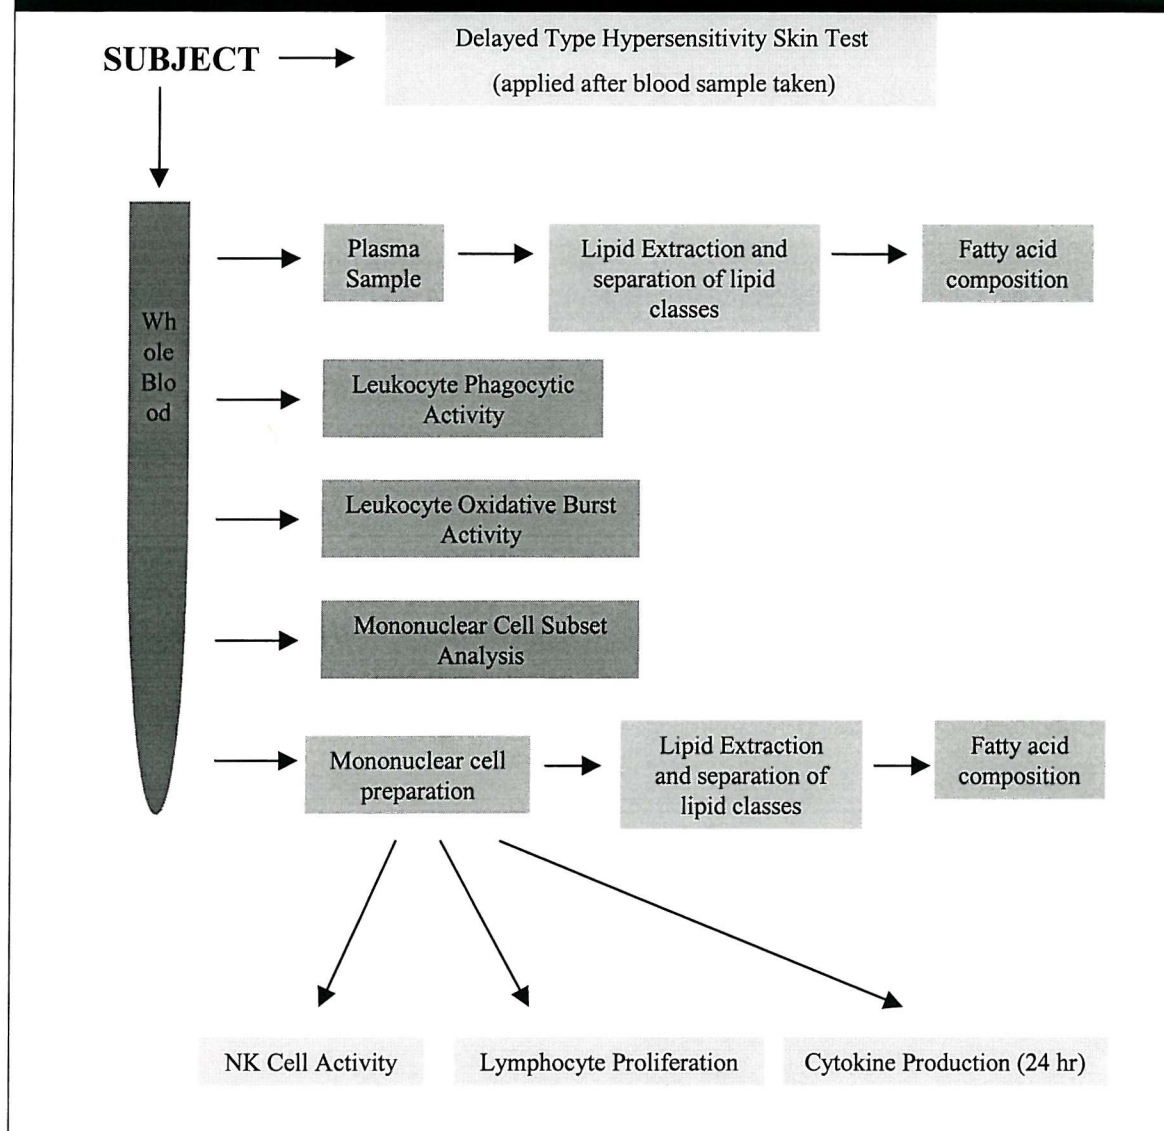 SUBJECT
Delayed Type Hypersensitivity Skin Test
(applied after blood sample taken)
Wh
ole
Blo
od
Plasma
Sample
Lipid Extraction and
separation of lipid
classes
Fatty acid
composition
Leukocyte Phagocytic
Activity
Leukocyte Oxidative Burst
Activity
Mononuclear Cell Subset
Analysis
Mononuclear cell
preparation
Lipid Extraction
and separation of
lipid classes
Fatty acid
composition
NK Cell Activity
Lymphocyte Proliferation
Cytokine Production (24 hr)